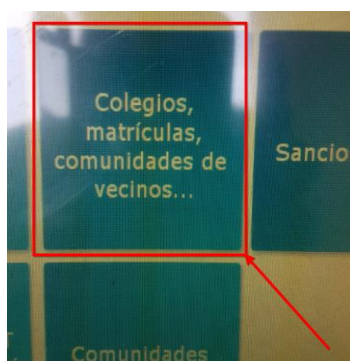 Colegios,
matrículas,
comunidades de
vecinos...
Sancio
Comunidades